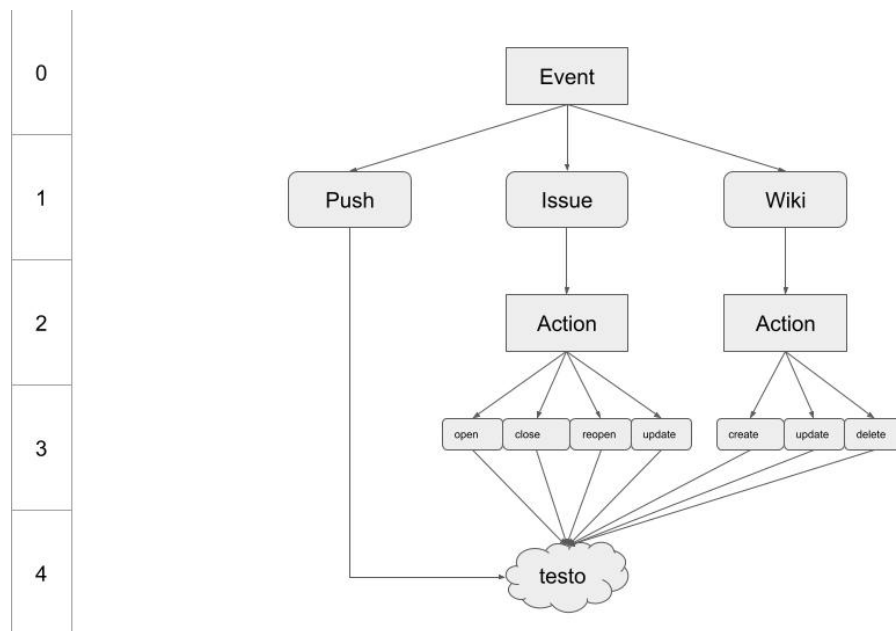 0
Event
1
Push
Issue
Wiki
2
Action
Action
3
open
close
reopen
update
create
update
delete
4
testo